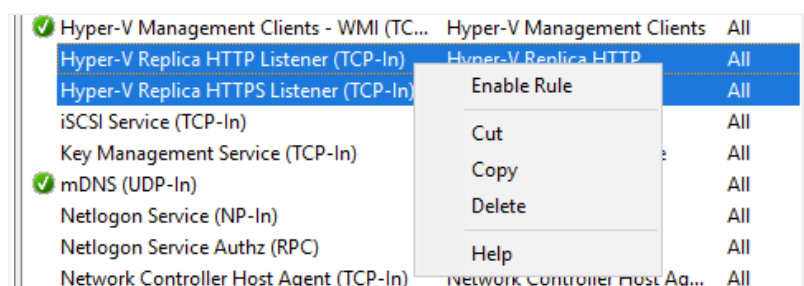 Hyper-V Management Clients - WMI (TC... Hyper-V Management Clients All
Hyper-V Replica HTTP Listener (TCP-In) Hyper-V Replica HTTP All
Hyper-V Replica HTTPS Listener (TCP-In) All
Enable Rule
iSCSI Service (TCP-In) All
Cut
Key Management Service (TCP-In) All
Copy
mDNS (UDP-In) All
Delete
Netlogon Service (NP-In) All
Netlogon Service Authz (RPC) All
Help
Network Controller Host Agent (TCP-In) Network Controller Host Ag... All